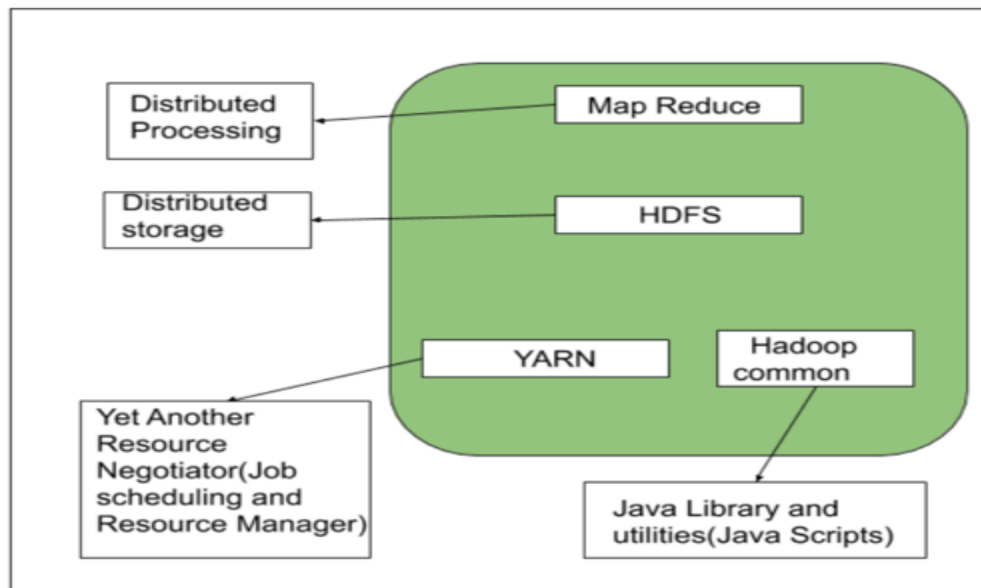 Distributed
Processing
Map Reduce
Distributed
storage
HDFS
YARN
Hadoop
common
Yet Another
Resource
Negotiator(Job
scheduling and
Resource Manager)
Java Library and
utilities(Java Scripts)